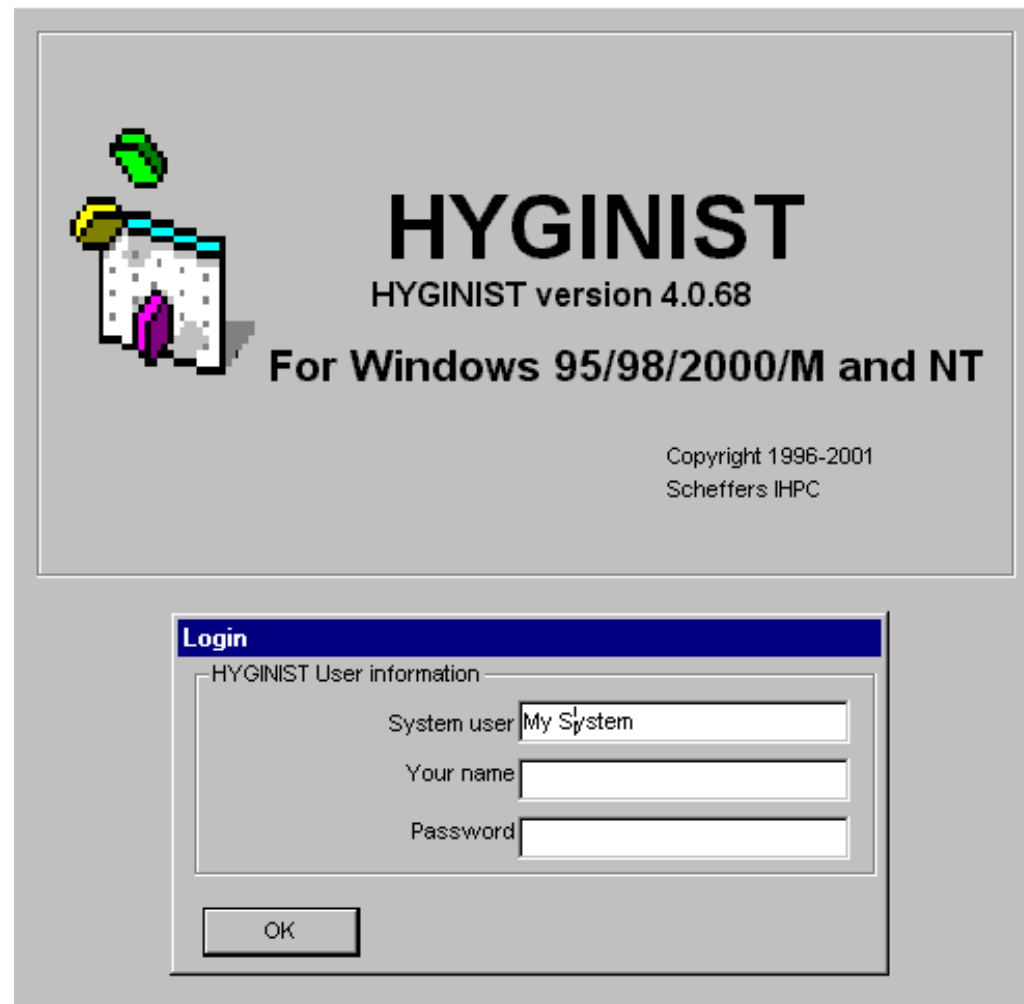 HYGINIST
HYGINIST version 4.0.68
For Windows 95/98/2000/M and NT
Copyright 1996-2001
Scheffers IHPC
Login
HYGINIST User information
System user My System
Your name
Password
OK